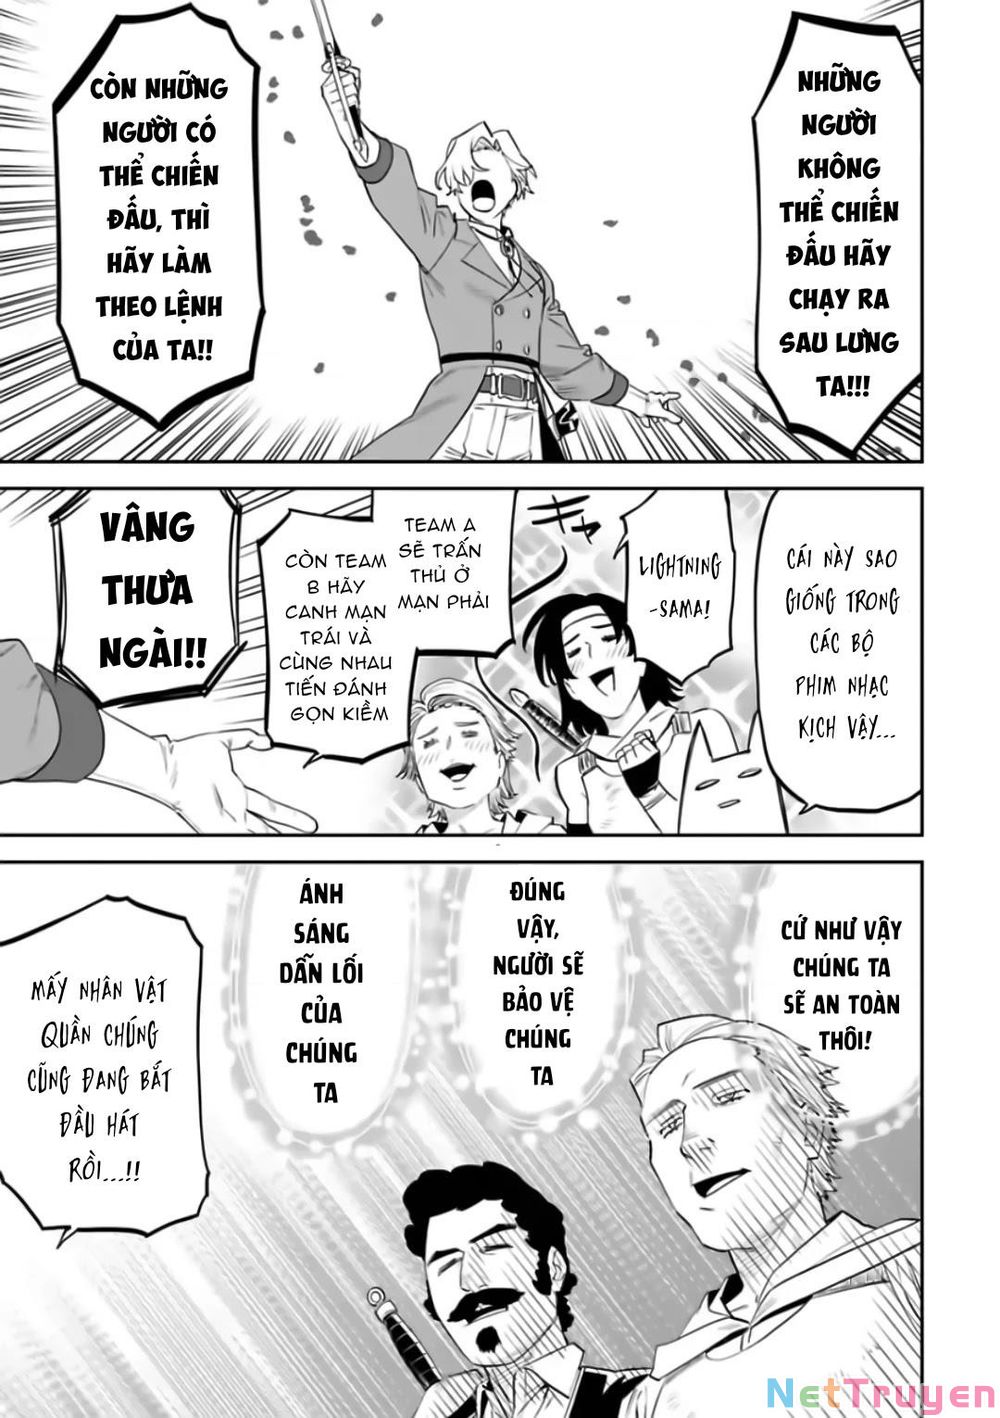 NHỮNG
NGƯỜI
KHÔNG
THỂ CHIẾN
ĐẤU HÃY
CHẠY RA
SAU LƯNG
TA!!!
CÒN NHỮNG
NGƯỜI CÓ
THỂ CHIẾN
ĐẤU, THÌ
HÃY LÀM
THEO LỆNH
CỦA TA!!
CÁI NÀY SAO
GIỐNG TRONG
CÁC BỘ
PHIM NHẠC
KỊCH VẬY...
LIGHTNING
-SAMA!
キャー
TEAM A
SẼ TRẤN
THỦ Ở
MẠN PHẢI
CÒN TEAM
B HÃY
CANH MẠN
TRÁI VÀ
CÙNG NHAU
TIẾN ĐÁNH
GỌN KIỀM
VÂNG
THƯA
NGÀI!!
CỨ NHƯ VẬY
CHÚNG TA
SẼ AN TOÀN
THÔI!
ĐÚNG
VẬY,
NGƯỜI SẼ
BẢO VỆ
CHÚNG
TA
ÁNH
SÁNG
DẪN LỐI
CỦA
CHÚNG
TA
MẤY NHÂN VẬT
QUẦN CHÚNG
CŨNG ĐANG BẮT
ĐẦU HÁT
RỒI...!!
NetTruyen